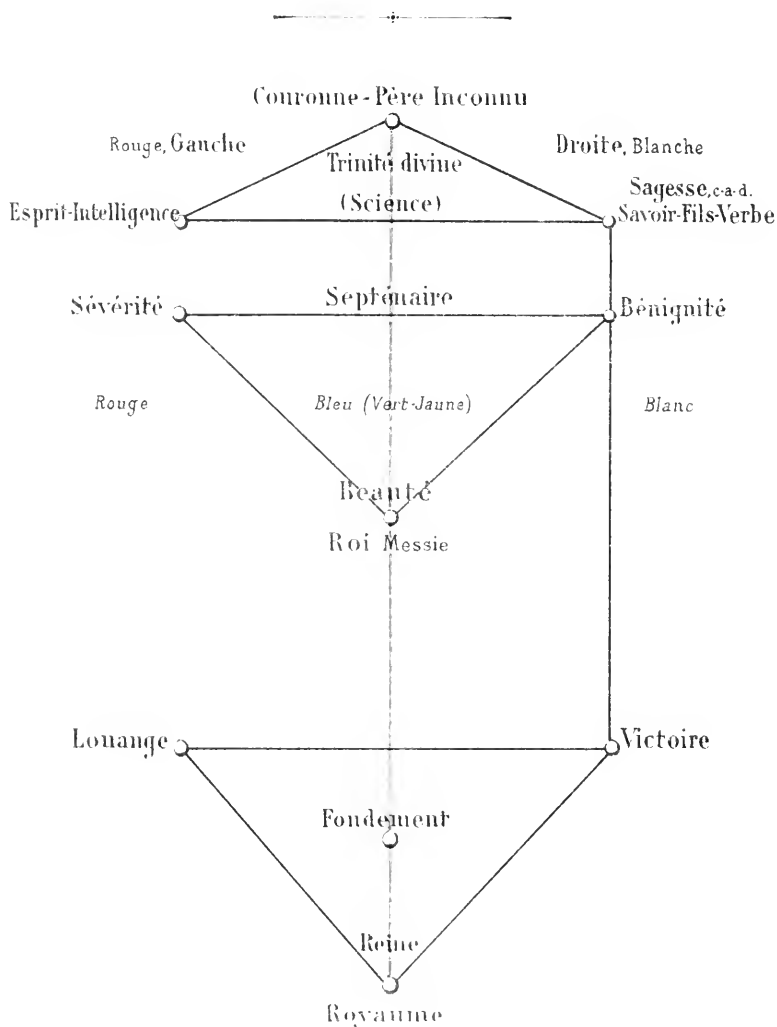 Couronne-Père Inconnu
Rouge, Gauche
Droite, Blanche
Trinité divine
Sagesse, c-a-d.
Esprit-Intelligence
(Science)
Savoir-Fils-Verbe
Sévérité
Septénaire
Bénignité
Rouge
Bleu (Vert-Jaune)
Blanc
Beauté
Roi Messie
Louange
Victoire
Fondement
Reine
Royaume